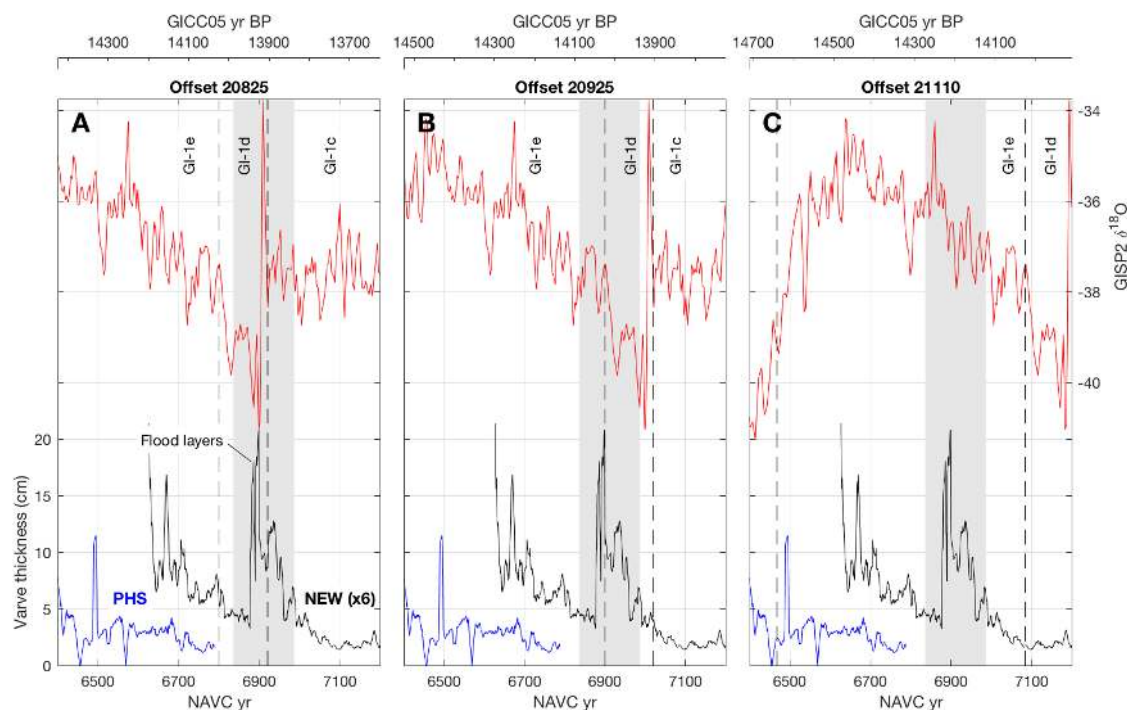 GICC05 yr BP GICC05 yr BP GICC05 yr BP
14300 14100 13900 13700 14500 14300 14100 13900 14700 14500 14300 14100
Offset 20825 Offset 20925 Offset 21110
A B C
GI-1e GI-1d GI-1c GI-1e GI-1d GI-1c GI-1e GI-1d
-34
-36
-38
-40
GISP2 δ18O
Flood layers
20
15
10
5
0
Varve thickness (cm)
PHS NEW (x6)
6500 6700 6900 7100 6500 6700 6900 7100 6500 6700 6900 7100
NAVC yr NAVC yr NAVC yr